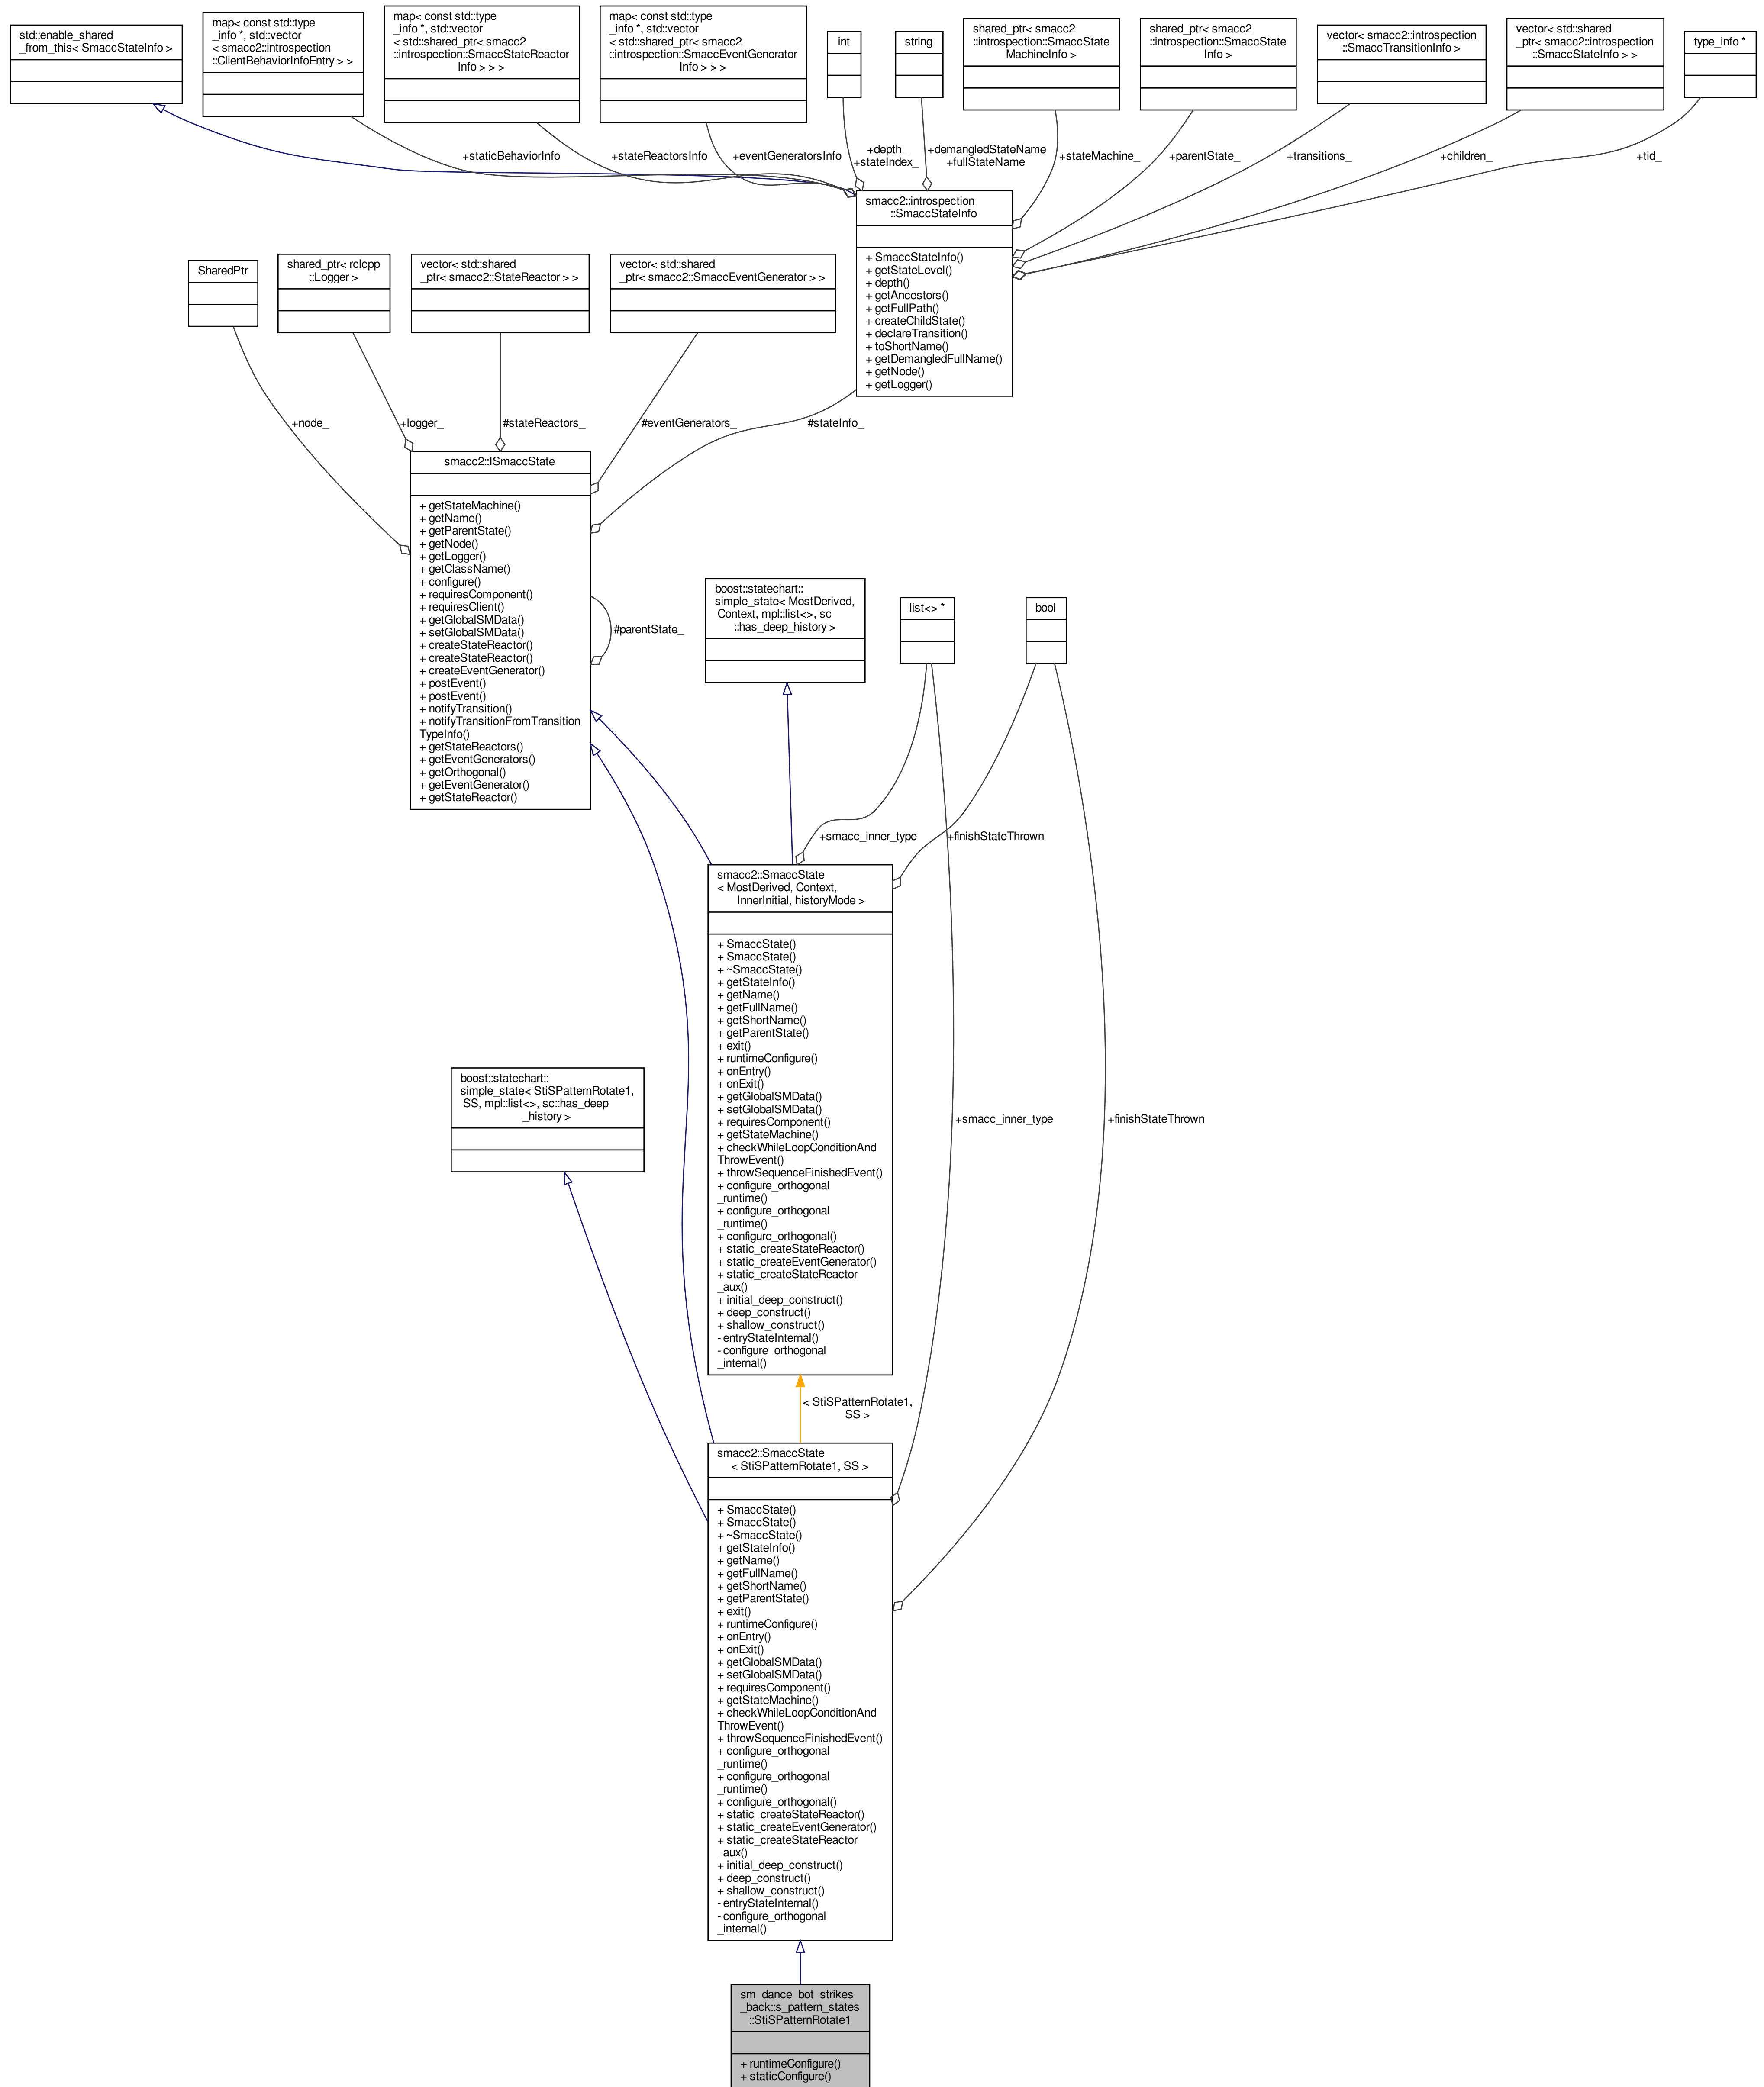 std::enable_shared
_from_this< SmaccStateInfo >
map< const std::type
_info *, std::vector
< smacc2::introspection
::ClientBehaviorInfoEntry > >
map< const std::type
_info *, std::vector
< std::shared_ptr< smacc2
::introspection::SmaccStateReactor
Info > > >
map< const std::type
_info *, std::vector
< std::shared_ptr< smacc2
::introspection::SmaccEventGenerator
Info > > >
int
string
shared_ptr< smacc2
::introspection::SmaccState
MachineInfo >
shared_ptr< smacc2
::introspection::SmaccState
Info >
vector< smacc2::introspection
::SmaccTransitionInfo >
vector< std::shared
_ptr< smacc2::introspection
::SmaccStateInfo > >
type_info *
+staticBehaviorInfo
+stateReactorsInfo
+eventGeneratorsInfo
+depth_
+stateIndex_
+demangledStateName
+fullStateName
+stateMachine_
+parentState_
+transitions_
+children_
+tid_
smacc2::introspection
::SmaccStateInfo
+ SmaccStateInfo()
+ getStateLevel()
+ depth()
+ getAncestors()
+ getFullPath()
+ createChildState()
+ declareTransition()
+ toShortName()
+ getDemangledFullName()
+ getNode()
+ getLogger()
SharedPtr
shared_ptr< rclcpp
::Logger >
vector< std::shared
_ptr< smacc2::StateReactor > >
vector< std::shared
_ptr< smacc2::SmaccEventGenerator > >
+node_
+logger_
#stateReactors_
#eventGenerators_
#stateInfo_
smacc2::ISmaccState
+ getStateMachine()
+ getName()
+ getParentState()
+ getNode()
+ getLogger()
+ getClassName()
+ configure()
+ requiresComponent()
+ requiresClient()
+ getGlobalSMData()
+ setGlobalSMData()
+ createStateReactor()
+ createStateReactor()
+ createEventGenerator()
+ postEvent()
+ postEvent()
+ notifyTransition()
+ notifyTransitionFromTransition
TypeInfo()
+ getStateReactors()
+ getEventGenerators()
+ getOrthogonal()
+ getEventGenerator()
+ getStateReactor()
#parentState_
boost::statechart::
simple_state< MostDerived,
Context, mpl::list<>, sc
::has_deep_history >
list<> *
bool
+smacc_inner_type
+finishStateThrown
smacc2::SmaccState
< MostDerived, Context,
InnerInitial, historyMode >
+ SmaccState()
+ SmaccState()
+ ~SmaccState()
+ getStateInfo()
+ getName()
+ getFullName()
+ getShortName()
+ getParentState()
+ exit()
+ runtimeConfigure()
+ onEntry()
+ onExit()
+ getGlobalSMData()
+ setGlobalSMData()
+ requiresComponent()
+ getStateMachine()
+ checkWhileLoopConditionAnd
ThrowEvent()
+ throwSequenceFinishedEvent()
+ configure_orthogonal
_runtime()
+ configure_orthogonal
_runtime()
+ configure_orthogonal()
+ static_createStateReactor()
+ static_createEventGenerator()
+ static_createStateReactor
_aux()
+ initial_deep_construct()
+ deep_construct()
+ shallow_construct()
- entryStateInternal()
- configure_orthogonal
_internal()
boost::statechart::
simple_state< StiSPatternRotate1,
SS, mpl::list<>, sc::has_deep
_history >
+smacc_inner_type
+finishStateThrown
< StiSPatternRotate1,
SS >
smacc2::SmaccState
< StiSPatternRotate1, SS >
+ SmaccState()
+ SmaccState()
+ ~SmaccState()
+ getStateInfo()
+ getName()
+ getFullName()
+ getShortName()
+ getParentState()
+ exit()
+ runtimeConfigure()
+ onEntry()
+ onExit()
+ getGlobalSMData()
+ setGlobalSMData()
+ requiresComponent()
+ getStateMachine()
+ checkWhileLoopConditionAnd
ThrowEvent()
+ throwSequenceFinishedEvent()
+ configure_orthogonal
_runtime()
+ configure_orthogonal
_runtime()
+ configure_orthogonal()
+ static_createStateReactor()
+ static_createEventGenerator()
+ static_createStateReactor
_aux()
+ initial_deep_construct()
+ deep_construct()
+ shallow_construct()
- entryStateInternal()
- configure_orthogonal
_internal()
sm_dance_bot_strikes
_back::s_pattern_states
::StiSPatternRotate1
+ runtimeConfigure()
+ staticConfigure()